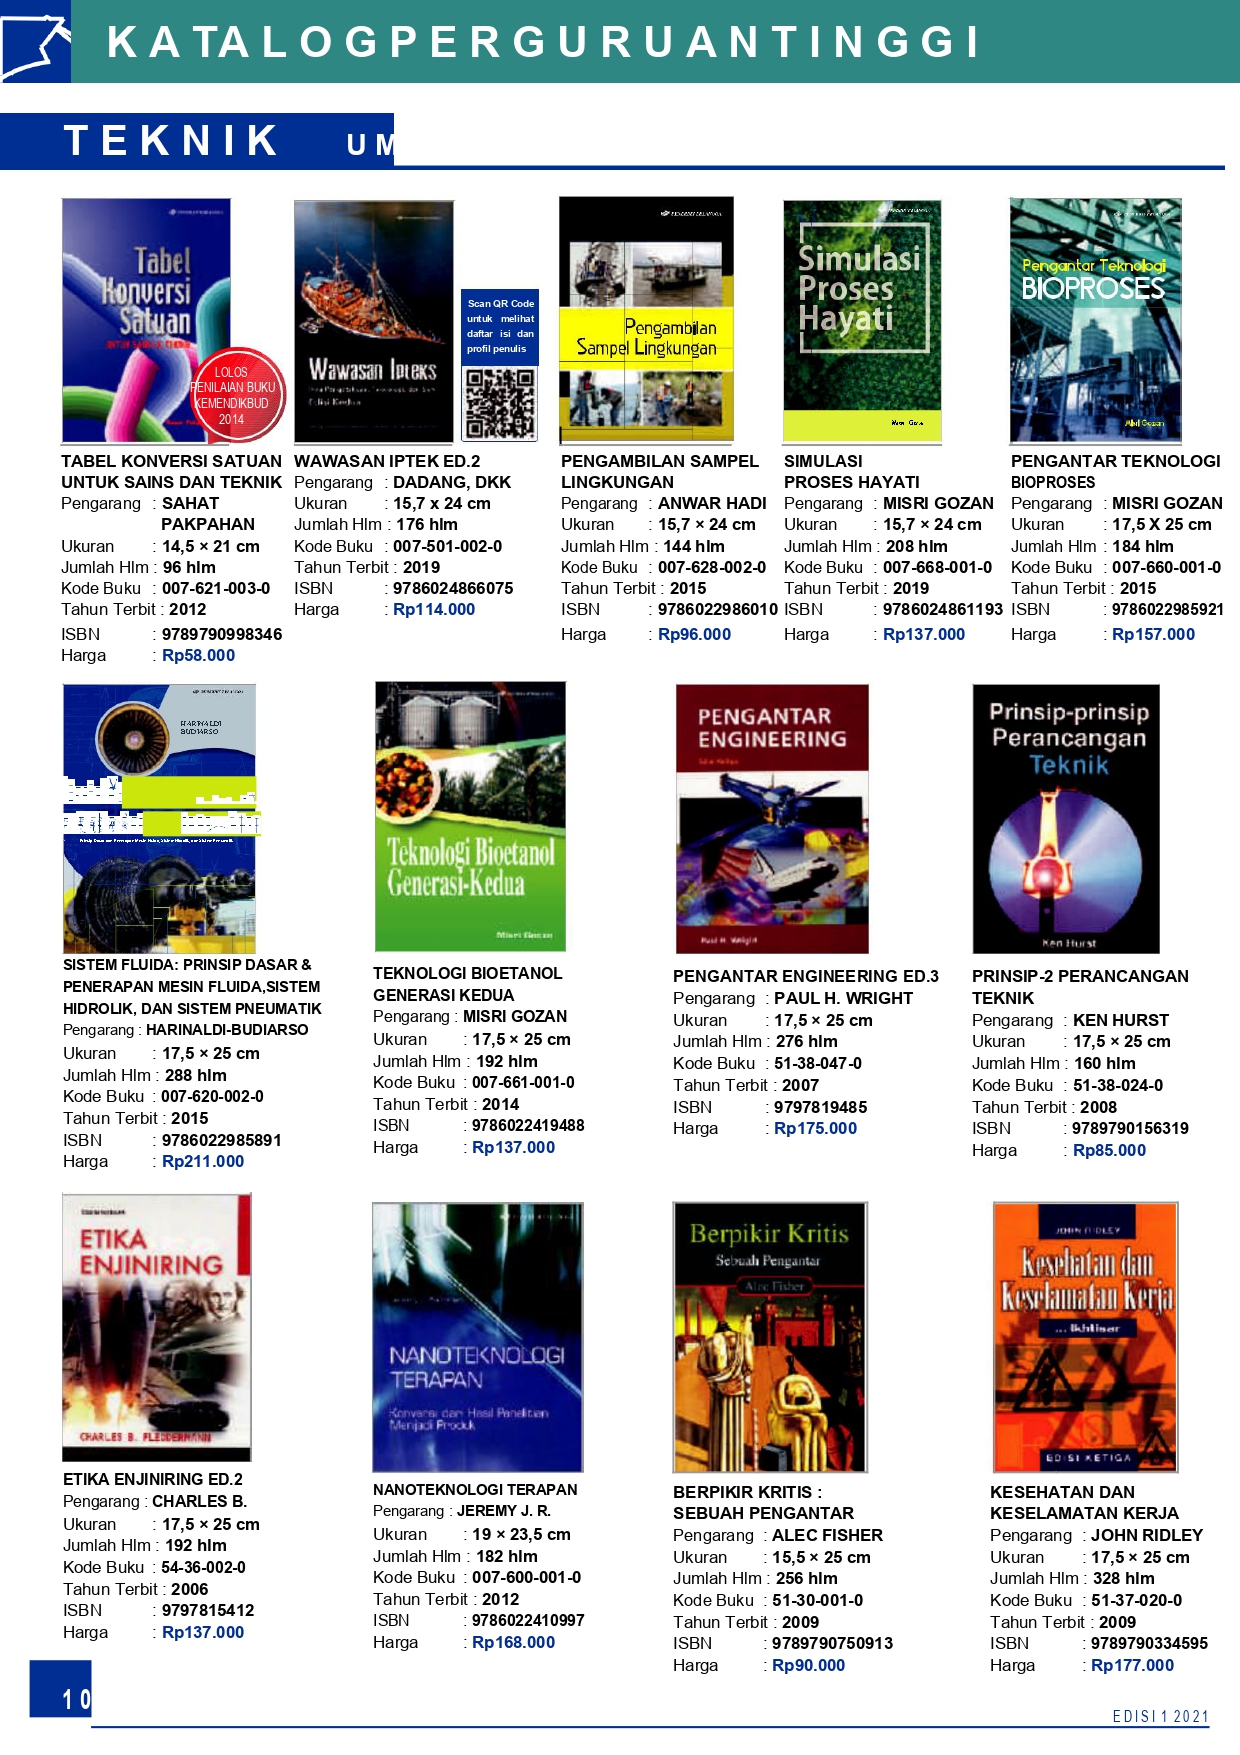 KATALOGPERGURUANTINGGI
TEKNIK UM
Tabel
Konversi
Satuan
LOLOS
PENILAIAN BUKU
KEMENDIKBUD
2014
TABEL KONVERSI SATUAN
UNTUK SAINS DAN TEKNIK
Pengarang : SAHAT
PAKPAHAN
Ukuran : 14,5 × 21 cm
Jumlah Hlm : 96 hlm
Kode Buku : 007-621-003-0
Tahun Terbit : 2012
ISBN : 9789790998346
Harga : Rp58.000
Wawasan Ipteks
Scan QR Code
untuk melihat
daftar isi dan
profil penulis
WAWASAN IPTEK ED.2
Pengarang : DADANG, DKK
Ukuran : 15,7 x 24 cm
Jumlah Hlm : 176 hlm
Kode Buku : 007-501-002-0
Tahun Terbit : 2019
ISBN : 9786024866075
Harga : Rp114.000
Pengambilan
Sampel Lingkungan
PENGAMBILAN SAMPEL
LINGKUNGAN
Pengarang : ANWAR HADI
Ukuran : 15,7 × 24 cm
Jumlah Hlm : 144 hlm
Kode Buku : 007-628-002-0
Tahun Terbit : 2015
ISBN : 9786022986010
Harga : Rp96.000
Simulasi
Proses
Hayati
SIMULASI
PROSES HAYATI
Pengarang : MISRI GOZAN
Ukuran : 15,7 × 24 cm
Jumlah Hlm : 208 hlm
Kode Buku : 007-668-001-0
Tahun Terbit : 2019
ISBN : 9786024861193
Harga : Rp137.000
Pengantar Teknologi
BIOPROSES
Misri Gozan
PENGANTAR TEKNOLOGI
BIOPROSES
Pengarang : MISRI GOZAN
Ukuran : 17,5 X 25 cm
Jumlah Hlm : 184 hlm
Kode Buku : 007-660-001-0
Tahun Terbit : 2015
ISBN : 9786022985921
Harga : Rp157.000
HARINALDI
BUDIARSO
SISTEM FLUIDA: PRINSIP DASAR &
PENERAPAN MESIN FLUIDA,SISTEM
HIDROLIK, DAN SISTEM PNEUMATIK
Pengarang : HARINALDI-BUDIARSO
Ukuran : 17,5 × 25 cm
Jumlah Hlm : 288 hlm
Kode Buku : 007-620-002-0
Tahun Terbit : 2015
ISBN : 9786022985891
Harga : Rp211.000
Teknologi Bioetanol
Generasi-Kedua
Misri Gozan
TEKNOLOGI BIOETANOL
GENERASI KEDUA
Pengarang : MISRI GOZAN
Ukuran : 17,5 × 25 cm
Jumlah Hlm : 192 hlm
Kode Buku : 007-661-001-0
Tahun Terbit : 2014
ISBN : 9786022419488
Harga : Rp137.000
PENGANTAR
ENGINEERING
Paul H. Wright
PENGANTAR ENGINEERING ED.3
Pengarang : PAUL H. WRIGHT
Ukuran : 17,5 × 25 cm
Jumlah Hlm : 276 hlm
Kode Buku : 51-38-047-0
Tahun Terbit : 2007
ISBN : 9797819485
Harga : Rp175.000
Prinsip-prinsip
Perancangan
Teknik
Ken Hurst
PRINSIP-2 PERANCANGAN
TEKNIK
Pengarang : KEN HURST
Ukuran : 17,5 × 25 cm
Jumlah Hlm : 160 hlm
Kode Buku : 51-38-024-0
Tahun Terbit : 2008
ISBN : 9789790156319
Harga : Rp85.000
ETIKA
ENJINIRING
CHARLES B. FLEDDERMANN
ETIKA ENJINIRING ED.2
Pengarang : CHARLES B.
Ukuran : 17,5 × 25 cm
Jumlah Hlm : 192 hlm
Kode Buku : 54-36-002-0
Tahun Terbit : 2006
ISBN : 9797815412
Harga : Rp137.000
NANOTEKNOLOGI
TERAPAN
Konversi dari Hasil Penelitian
Menjadi Produk
NANOTEKNOLOGI TERAPAN
Pengarang : JEREMY J. R.
Ukuran : 19 × 23,5 cm
Jumlah Hlm : 182 hlm
Kode Buku : 007-600-001-0
Tahun Terbit : 2012
ISBN : 9786022410997
Harga : Rp168.000
Berpikir Kritis
Sebuah Pengantar
Alec Fisher
BERPIKIR KRITIS :
SEBUAH PENGANTAR
Pengarang : ALEC FISHER
Ukuran : 15,5 × 25 cm
Jumlah Hlm : 256 hlm
Kode Buku : 51-30-001-0
Tahun Terbit : 2009
ISBN : 9789790750913
Harga : Rp90.000
JOHN RIDLEY
Kesehatan dan
Keselamatan Kerja
... Ikhtisar
EDISI KETIGA
KESEHATAN DAN
KESELAMATAN KERJA
Pengarang : JOHN RIDLEY
Ukuran : 17,5 × 25 cm
Jumlah Hlm : 328 hlm
Kode Buku : 51-37-020-0
Tahun Terbit : 2009
ISBN : 9789790334595
Harga : Rp177.000
10
EDISI 1 2021